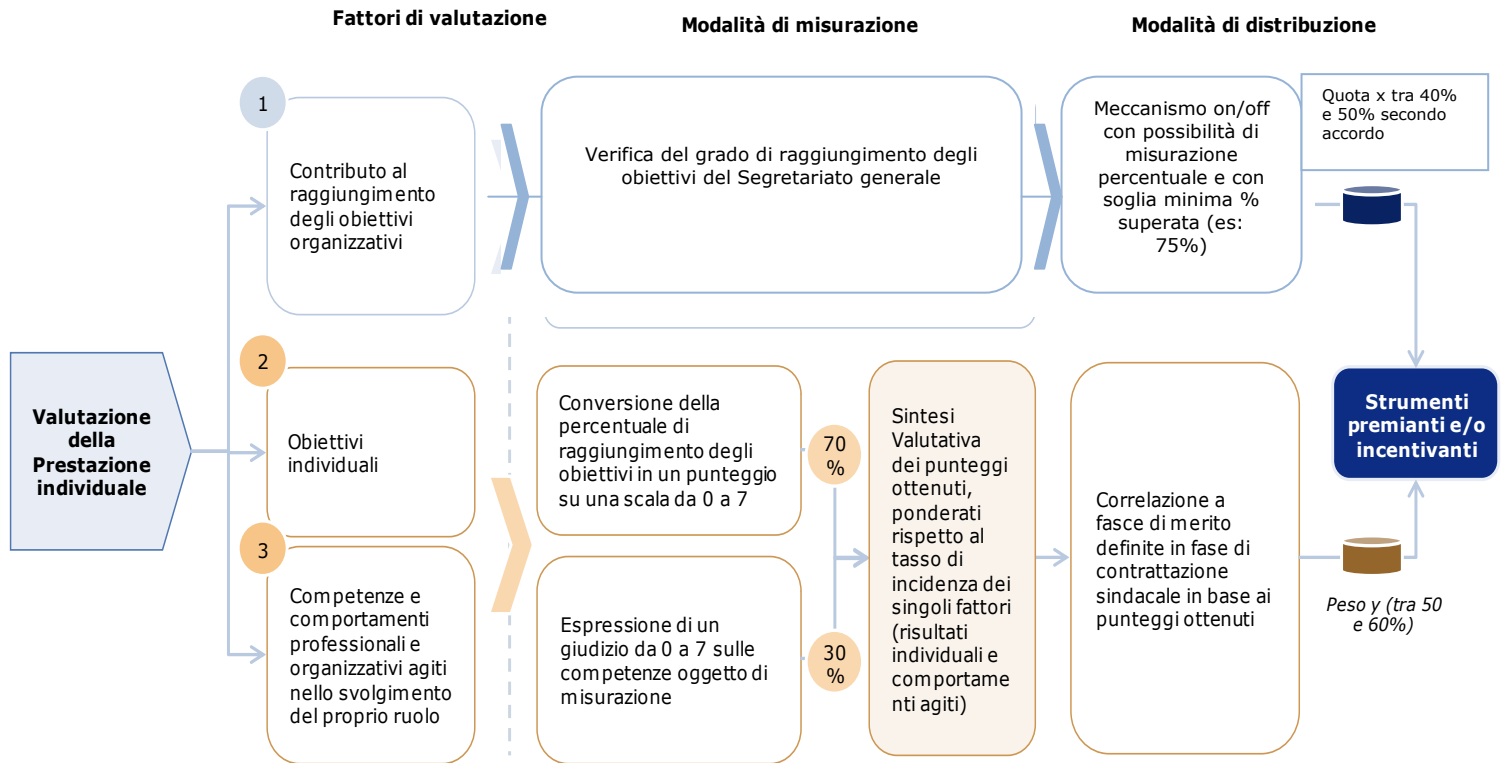 Fattori di valutazione
Modalità di misurazione
Modalità di distribuzione
1
Contributo al
raggiungimento
degli obiettivi
organizzativi
Verifica del grado di raggiungimento degli
obiettivi del Segretariato generale
Meccanismo on/off
con possibilità di
misurazione
percentuale e con
soglia minima %
superata (es:
75%)
Quota x tra 40%
e 50% secondo
accordo
Valutazione
della
Prestazione
individuale
2
Obiettivi
individuali
3
Competenze e
comportamenti
professionali e
organizzativi agiti
nello svolgimento
del proprio ruolo
Conversione della
percentuale di
raggiungimento degli
obiettivi in un punteggio
su una scala da 0 a 7
70
%
Espressione di un
giudizio da 0 a 7 sulle
competenze oggetto di
misurazione
30
%
Sintesi
Valutativa
dei punteggi
ottenuti,
ponderati
rispetto al
tasso di
incidenza dei
singoli fattori
(risultati
individuali e
comportame
nti agiti)
Correlazione a
fasce di merito
definite in fase di
contrattazione
sindacale in base ai
punteggi ottenuti
Strumenti
premianti e/o
incentivanti
Peso y (tra 50
e 60%)